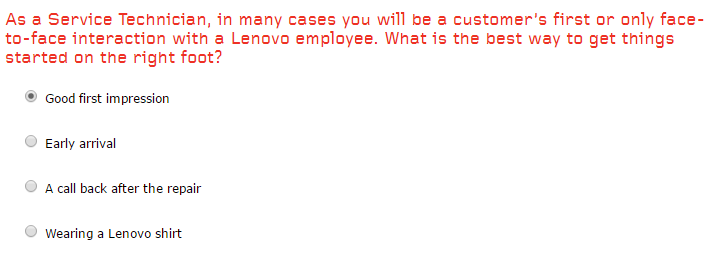 As a Service Technician, in many cases you will be a customer's first or only face-
to-face interaction with a Lenovo employee. What is the best way to get things
started on the right foot?
Good first impression
Early arrival
A call back after the repair
Wearing a Lenovo shirt